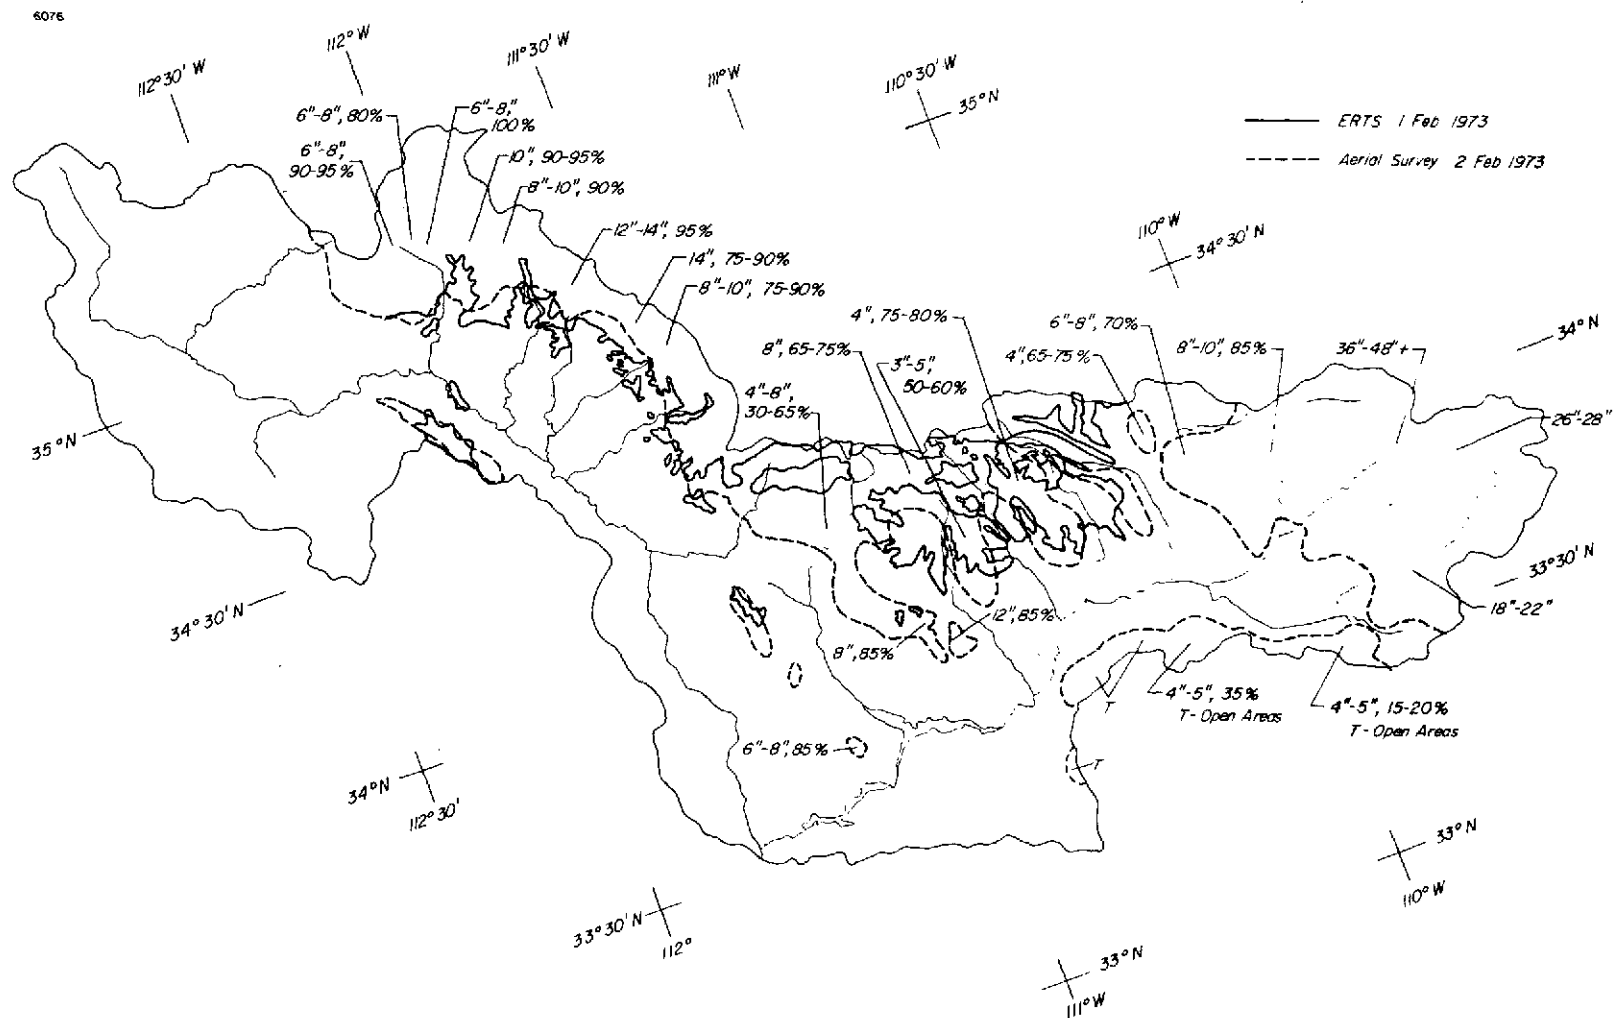 6076
112° W
111° 30' W
112° 30' W
111° W
110° 30' W
35° N
6"-8", 80%
6"-8,"
100%
6"-8",
90-95%
10", 90-95%
8"-10", 90%
ERTS 1 Feb 1973
Aerial Survey 2 Feb 1973
12"-14", 95%
14", 75-90%
8"-10", 75-90%
110° W
34° 30' N
4", 75-80%
6"-8", 70%
8", 65-75%
3"-5",
50-60%
4", 65-75%
8"-10", 85%
36"-48"+
34° N
4"-8",
30-65%
26"-28"
35° N
33° 30' N
34° 30' N
18"-22"
12", 85%
8", 85%
T
4"-5", 35%
T- Open Areas
4"-5", 15-20%
T- Open Areas
6"-8", 85%
T
34° N
112° 30'
33° N
110° W
33° 30' N
112°
33° N
111° W